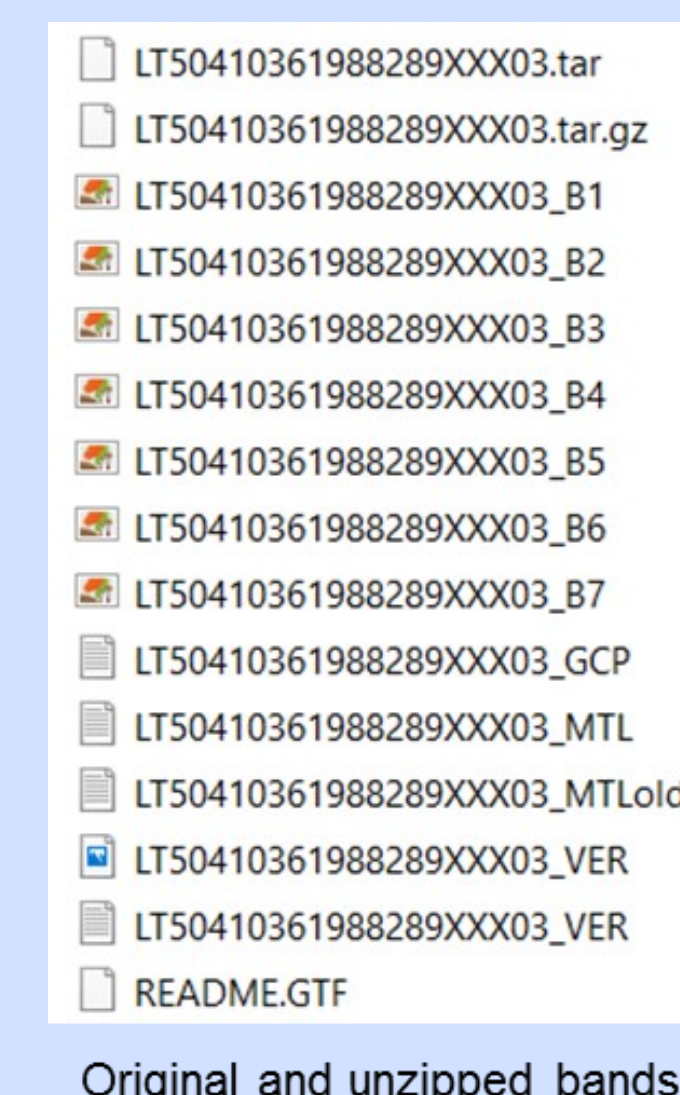 LT50410361988289XXX03.tar
LT50410361988289XXX03.tar.gz
LT50410361988289XXX03_B1
LT50410361988289XXX03_B2
LT50410361988289XXX03_B3
LT50410361988289XXX03_B4
LT50410361988289XXX03_B5
LT50410361988289XXX03_B6
LT50410361988289XXX03_B7
LT50410361988289XXX03_GCP
LT50410361988289XXX03_MTL
LT50410361988289XXX03_MTLold
LT50410361988289XXX03_VER
LT50410361988289XXX03_VER
README.GTF
Original and unzipped bands